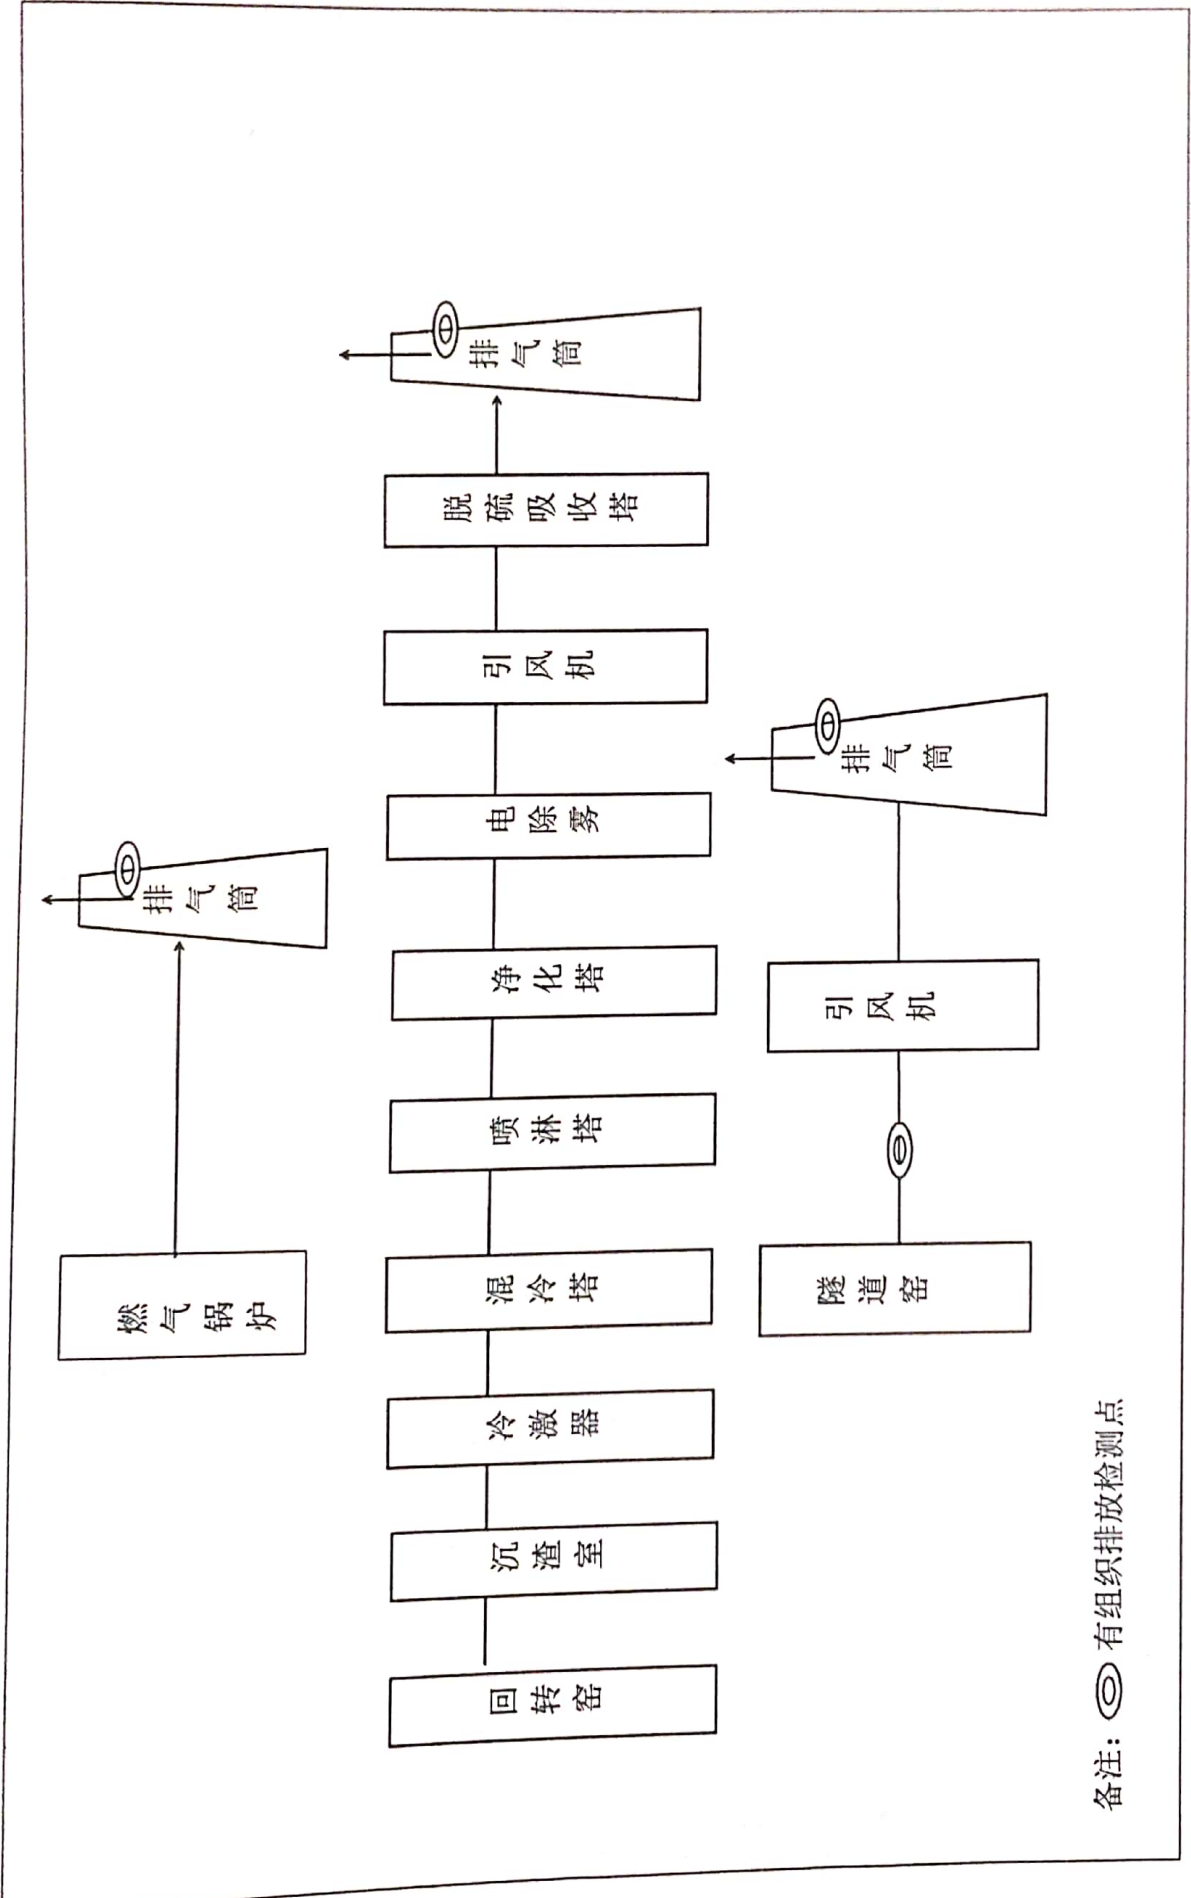 燃气锅炉
排气筒
回转窑
沉渣室
冷激器
混冷塔
喷淋塔
净化塔
电除雾
引风机
脱硫吸收塔
排气筒
隧道窑
引风机
排气筒
备注：有组织排放检测点